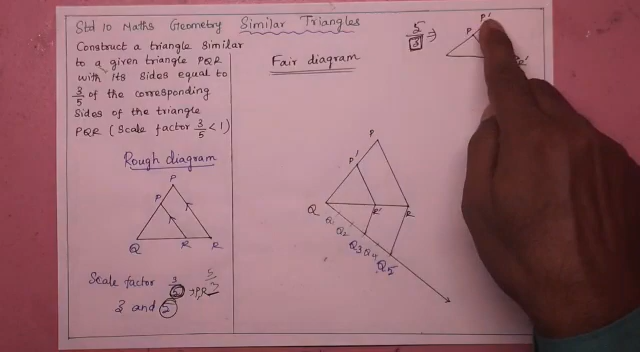 Std 10 Maths Geometry Similar Triangles
Construct a triangle similar
to a given triangle PQR
with its sides equal to
3/5 of the corresponding
sides of the triangle
PQR (Scale factor 3/5 < 1)
Rough diagram
P
P
Q R R
Scale factor 3/5 → P, R 5/3
3 and 2
Fair diagram
5/3 ⇒
P'
P
R'
P
P'
Q R' R
Q1 Q2 Q3 Q4 Q5